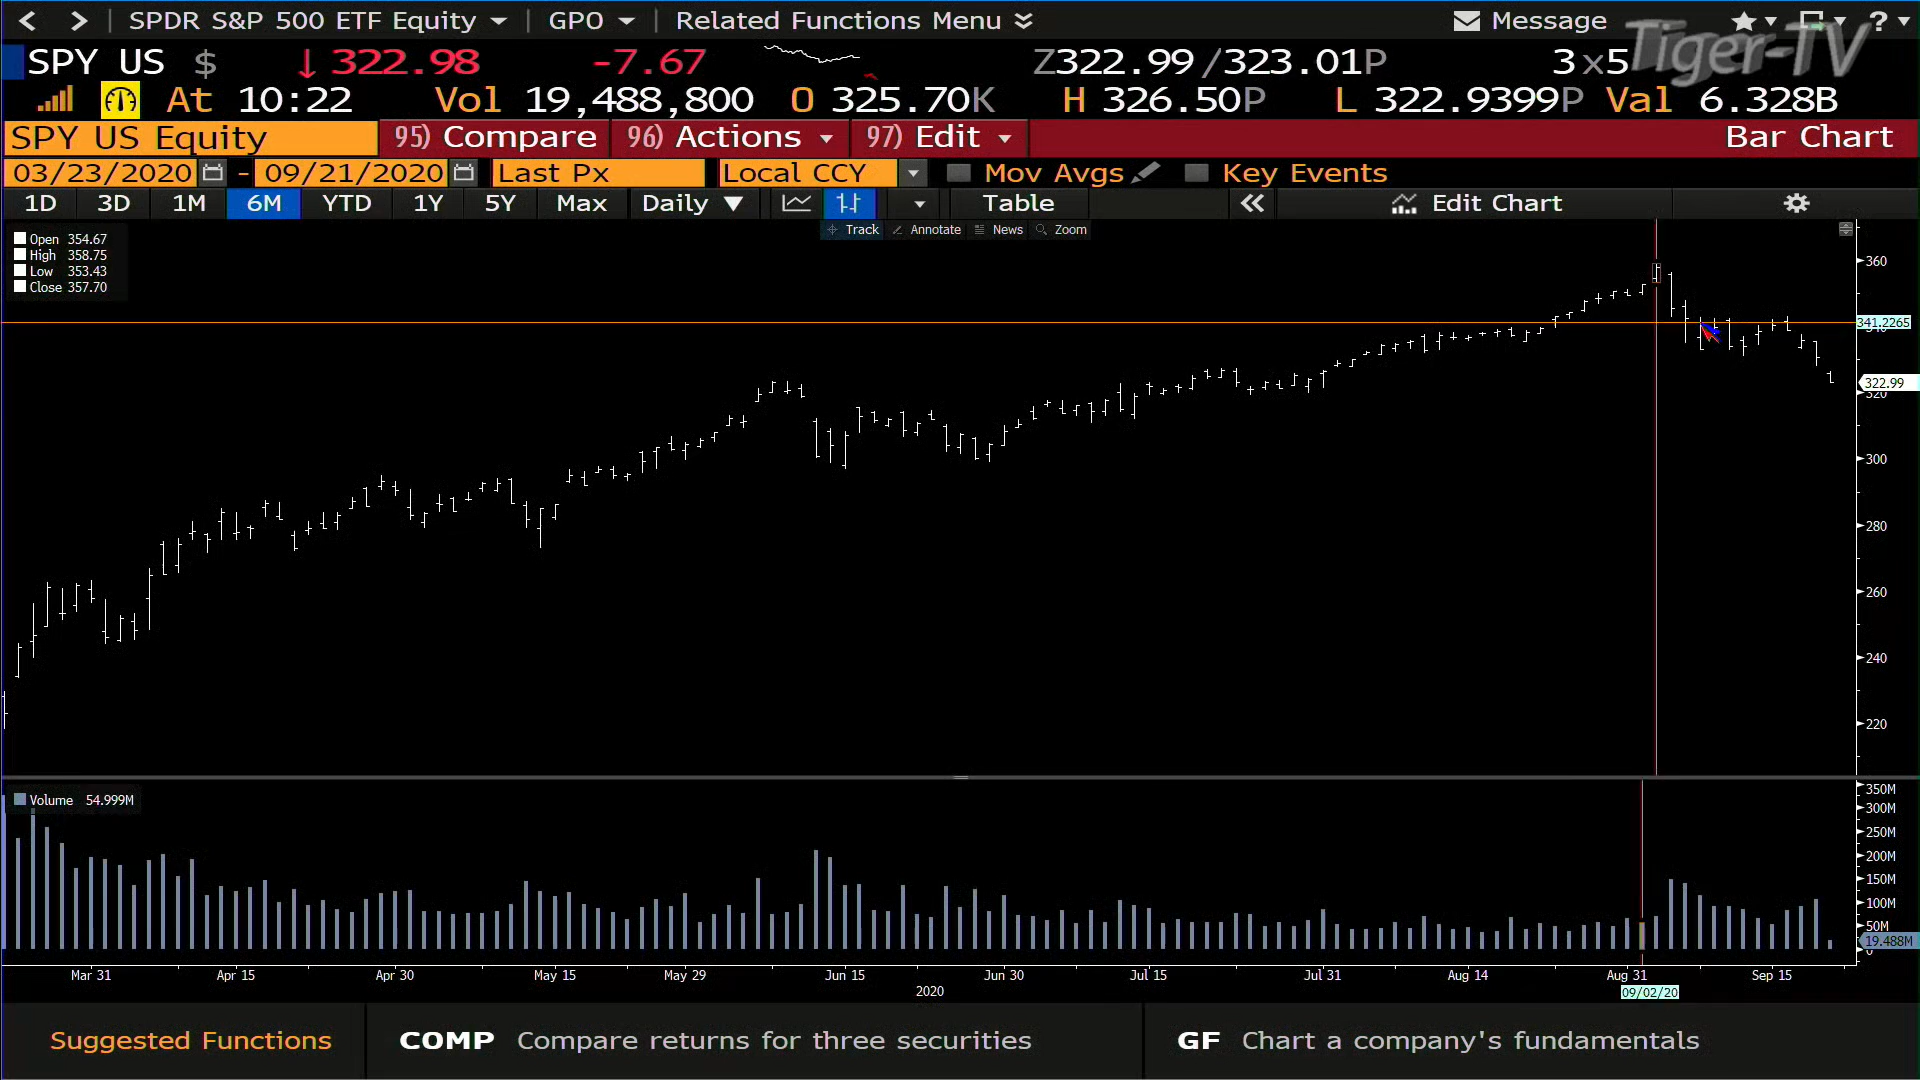 SPDR S&P 500 ETF Equity GPO Related Functions Menu Message ?
Tiger-TV
SPY US $ ↓ 322.98 -7.67 Z322.99 /323.01P 3 x5
At 10:22 Vol 19,488,800 O 325.70K H 326.50P L 322.9399P Val 6.328B
SPY US Equity 95) Compare 96) Actions 97) Edit Bar Chart
03/23/2020 - 09/21/2020 Last Px Local CCY Mov Avgs Key Events
1D 3D 1M 6M YTD 1Y 5Y Max Daily ▼ Table « Edit Chart
Track Annotate News Zoom
Open 354.67
High 358.75
Low 353.43
Close 357.70
360
341.2265
340
322.99
320
300
280
260
240
220
Volume 54.999M
350M
300M
250M
200M
150M
100M
50M
19.488M
0
Mar 31 Apr 15 Apr 30 May 15 May 29 Jun 15 Jun 30 Jul 15 Jul 31 Aug 14 Aug 31 Sep 15
2020 09/02/20
Suggested Functions COMP Compare returns for three securities GF Chart a company's fundamentals